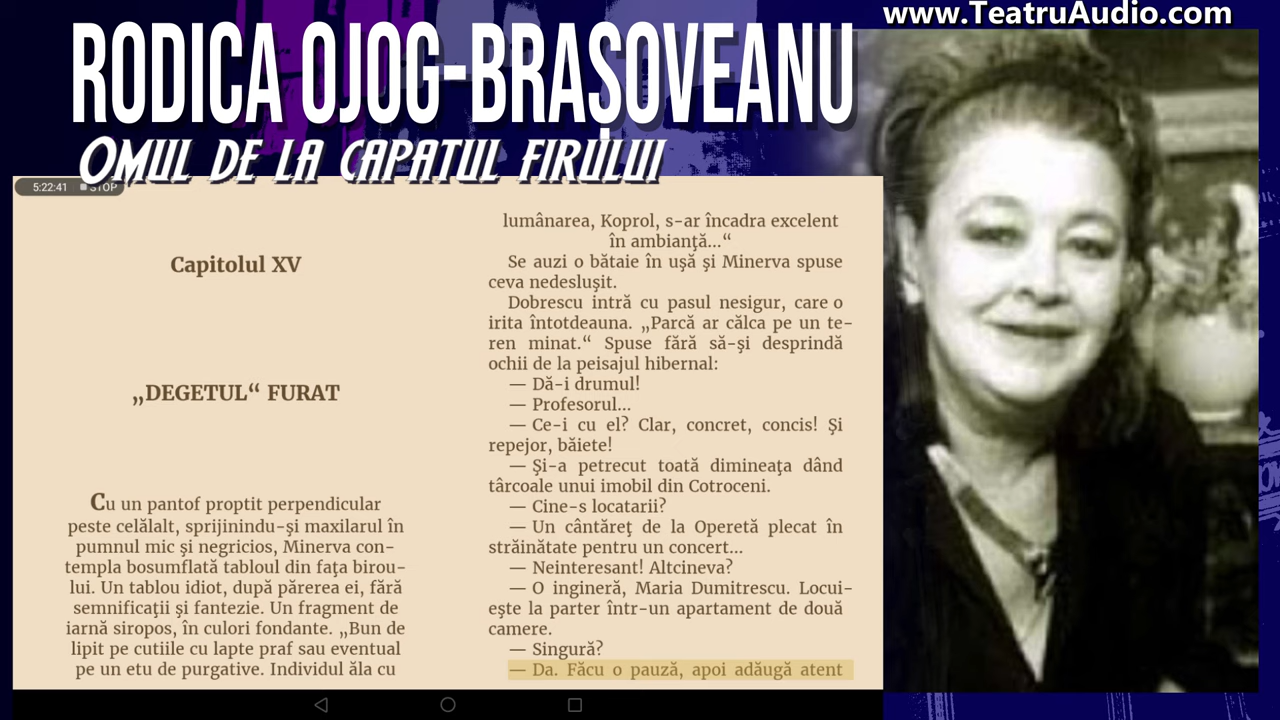 www.TeatruAudio.com
RODICA OJOG-BRAȘOVEANU
OMUL DE LA CAPATUL FIRULUI
5:22:41 STOP
Capitolul XV
„DEGETUL“ FURAT
Cu un pantof proptit perpendicular
peste celălalt, sprijinindu-şi maxilarul în
pumnul mic şi negricios, Minerva con-
templa bosumflată tabloul din faţa birou-
lui. Un tablou idiot, după părerea ei, fără
semnificaţii şi fantezie. Un fragment de
iarnă siropos, în culori fondante. „Bun de
lipit pe cutiile cu lapte praf sau eventual
pe un etu de purgative. Individul ăla cu
lumânarea, Koprol, s-ar încadra excelent
în ambianţă...“
Se auzi o bătaie în uşă şi Minerva spuse
ceva nedesluşit.
Dobrescu intră cu pasul nesigur, care o
irita întotdeauna. „Parcă ar călca pe un te-
ren minat.“ Spuse fără să-şi desprindă
ochii de la peisajul hibernal:
— Dă-i drumul!
— Profesorul...
— Ce-i cu el? Clar, concret, concis! Şi
repejor, băiete!
— Şi-a petrecut toată dimineaţa dând
târcoale unui imobil din Cotroceni.
— Cine-s locatarii?
— Un cântăreţ de la Operetă plecat în
străinătate pentru un concert...
— Neinteresant! Altcineva?
— O ingineră, Maria Dumitrescu. Locui-
eşte la parter într-un apartament de două
camere.
— Singură?
— Da. Făcu o pauză, apoi adăugă atent